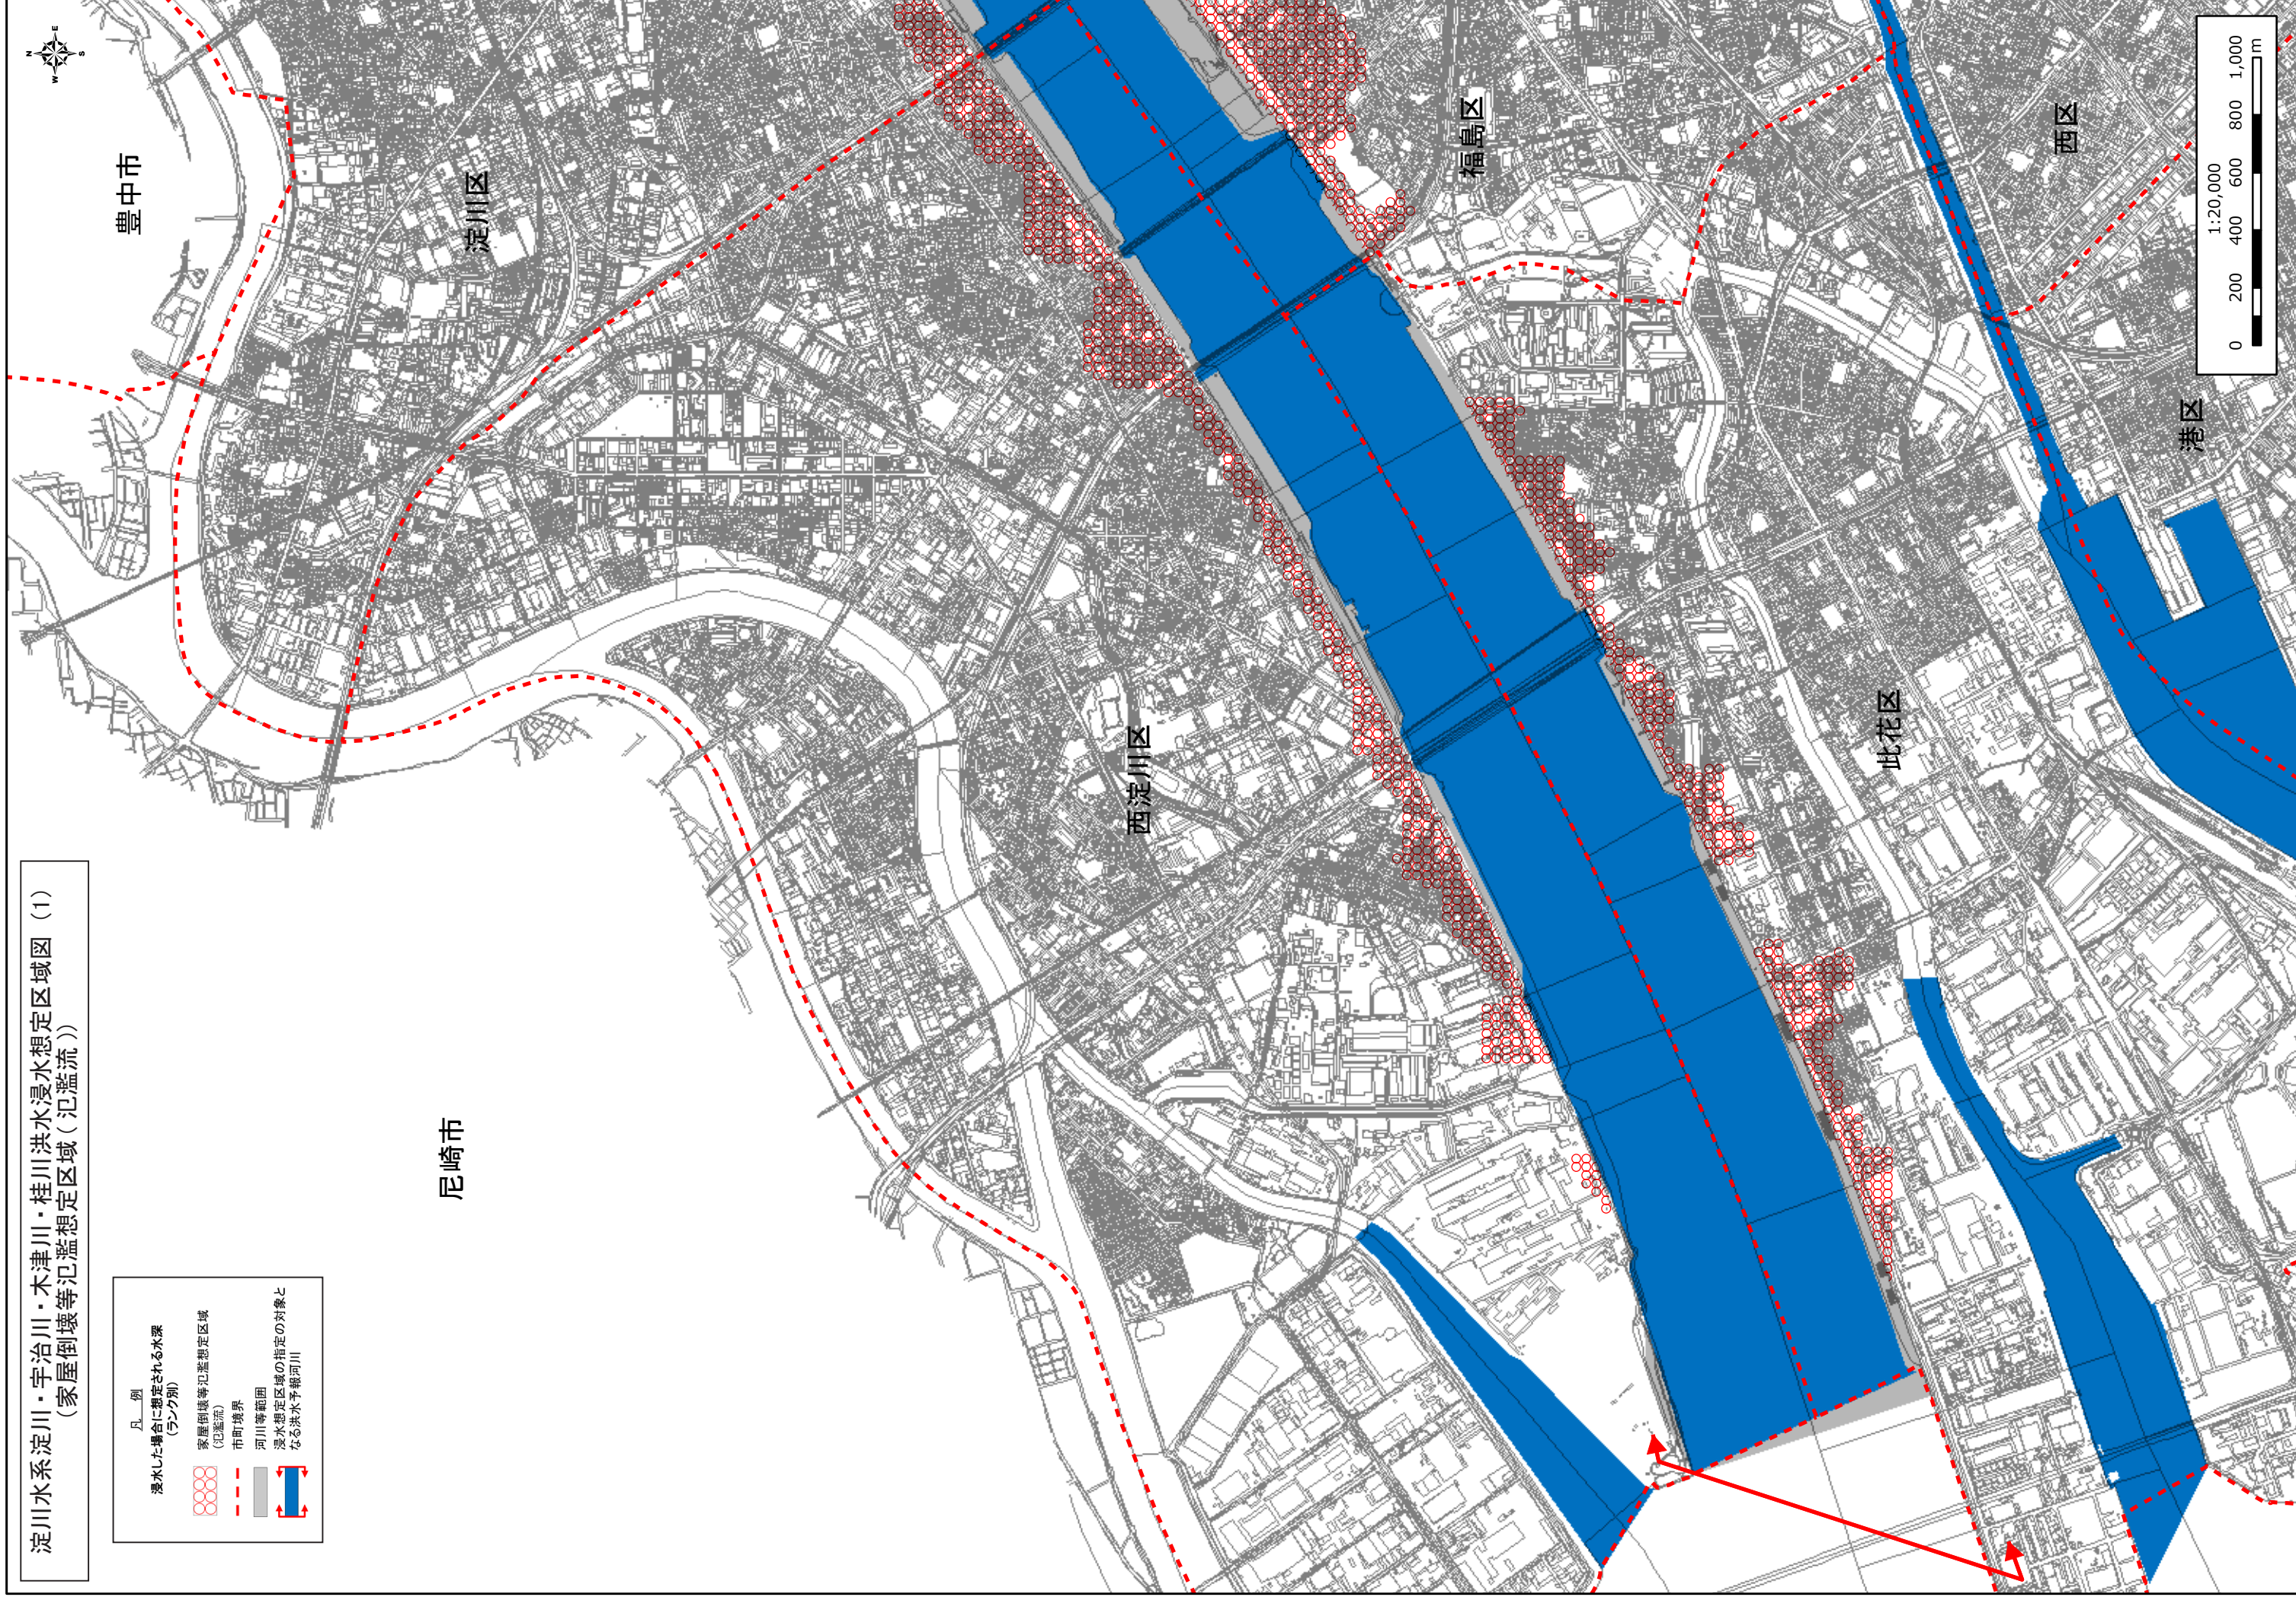 淀川水系淀川・宇治川・木津川・桂川洪水浸水想定区域図（1）
（家屋倒壊等氾濫想定区域(氾濫流)）
凡　例
浸水した場合に想定される水深
（ランク別）
家屋倒壊等氾濫想定区域
（氾濫流）
市町境界
河川等範囲
浸水想定区域の指定の対象と
なる洪水予報河川
N
W
E
S
豊中市
淀川区
尼崎市
西淀川区
福島区
此花区
西区
港区
1:20,000
0 200 400 600 800 1,000
m